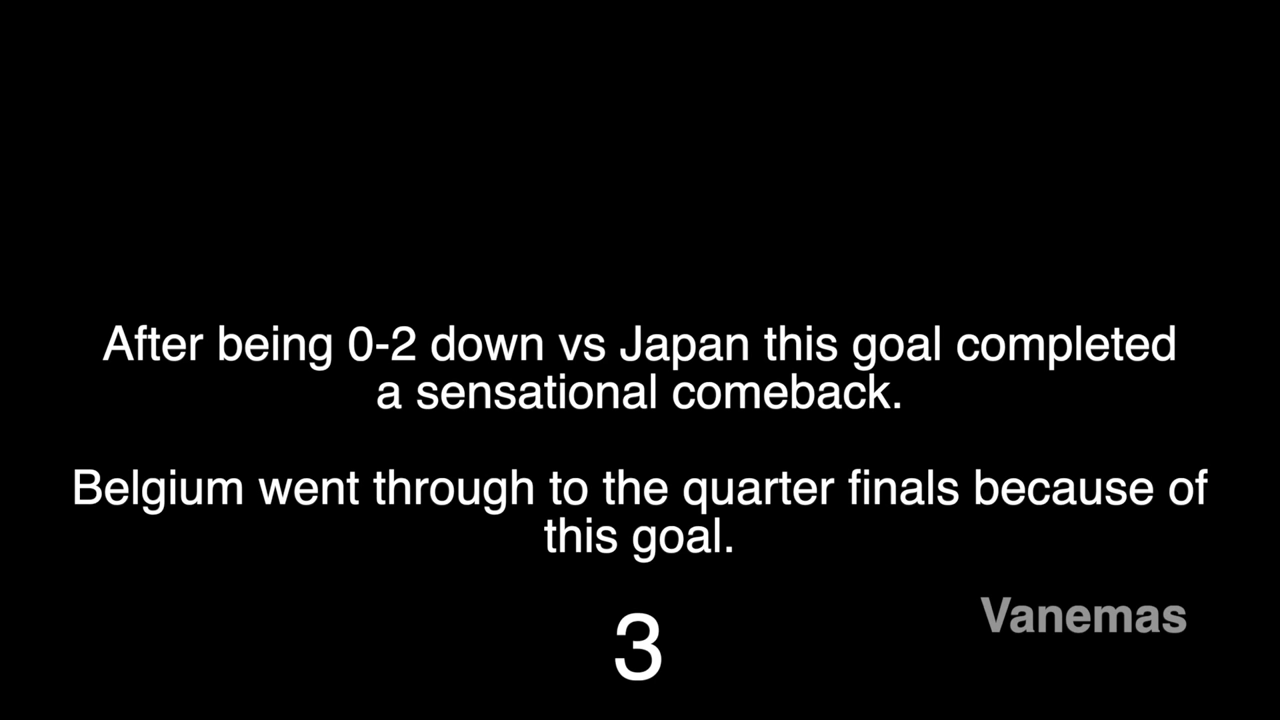 After being 0-2 down vs Japan this goal completed
a sensational comeback.
Belgium went through to the quarter finals because of
this goal.
Vanemas
3